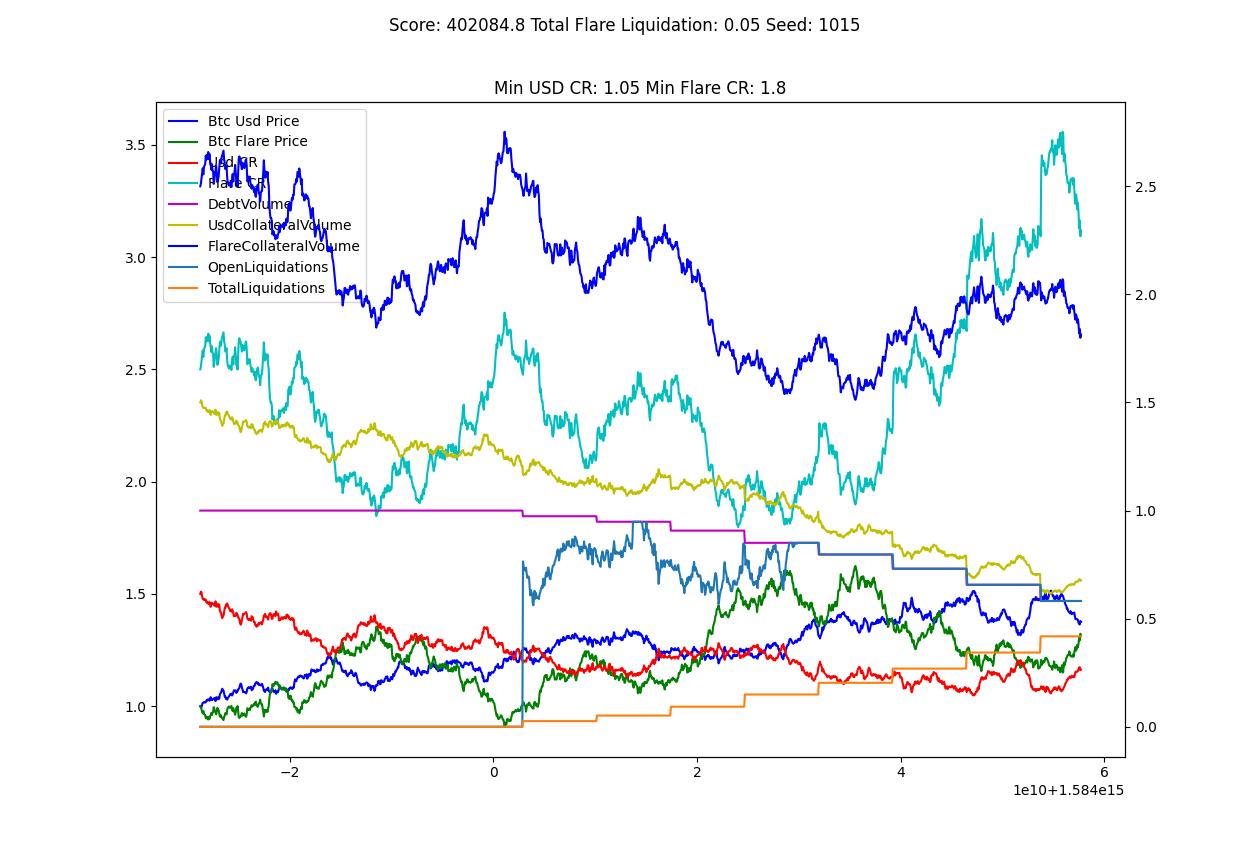 Score: 402084.8 Total Flare Liquidation: 0.05 Seed: 1015
Min USD CR: 1.05 Min Flare CR: 1.8
Btc Usd Price
Btc Flare Price
Usd CR
Flare CR
DebtVolume
UsdCollateralVolume
FlareCollateralVolume
OpenLiquidations
TotalLiquidations
3.5
3.0
2.5
2.0
1.5
1.0
2.5
2.0
1.5
1.0
0.5
0.0
−2
0
2
4
6
1e10+1.584e15